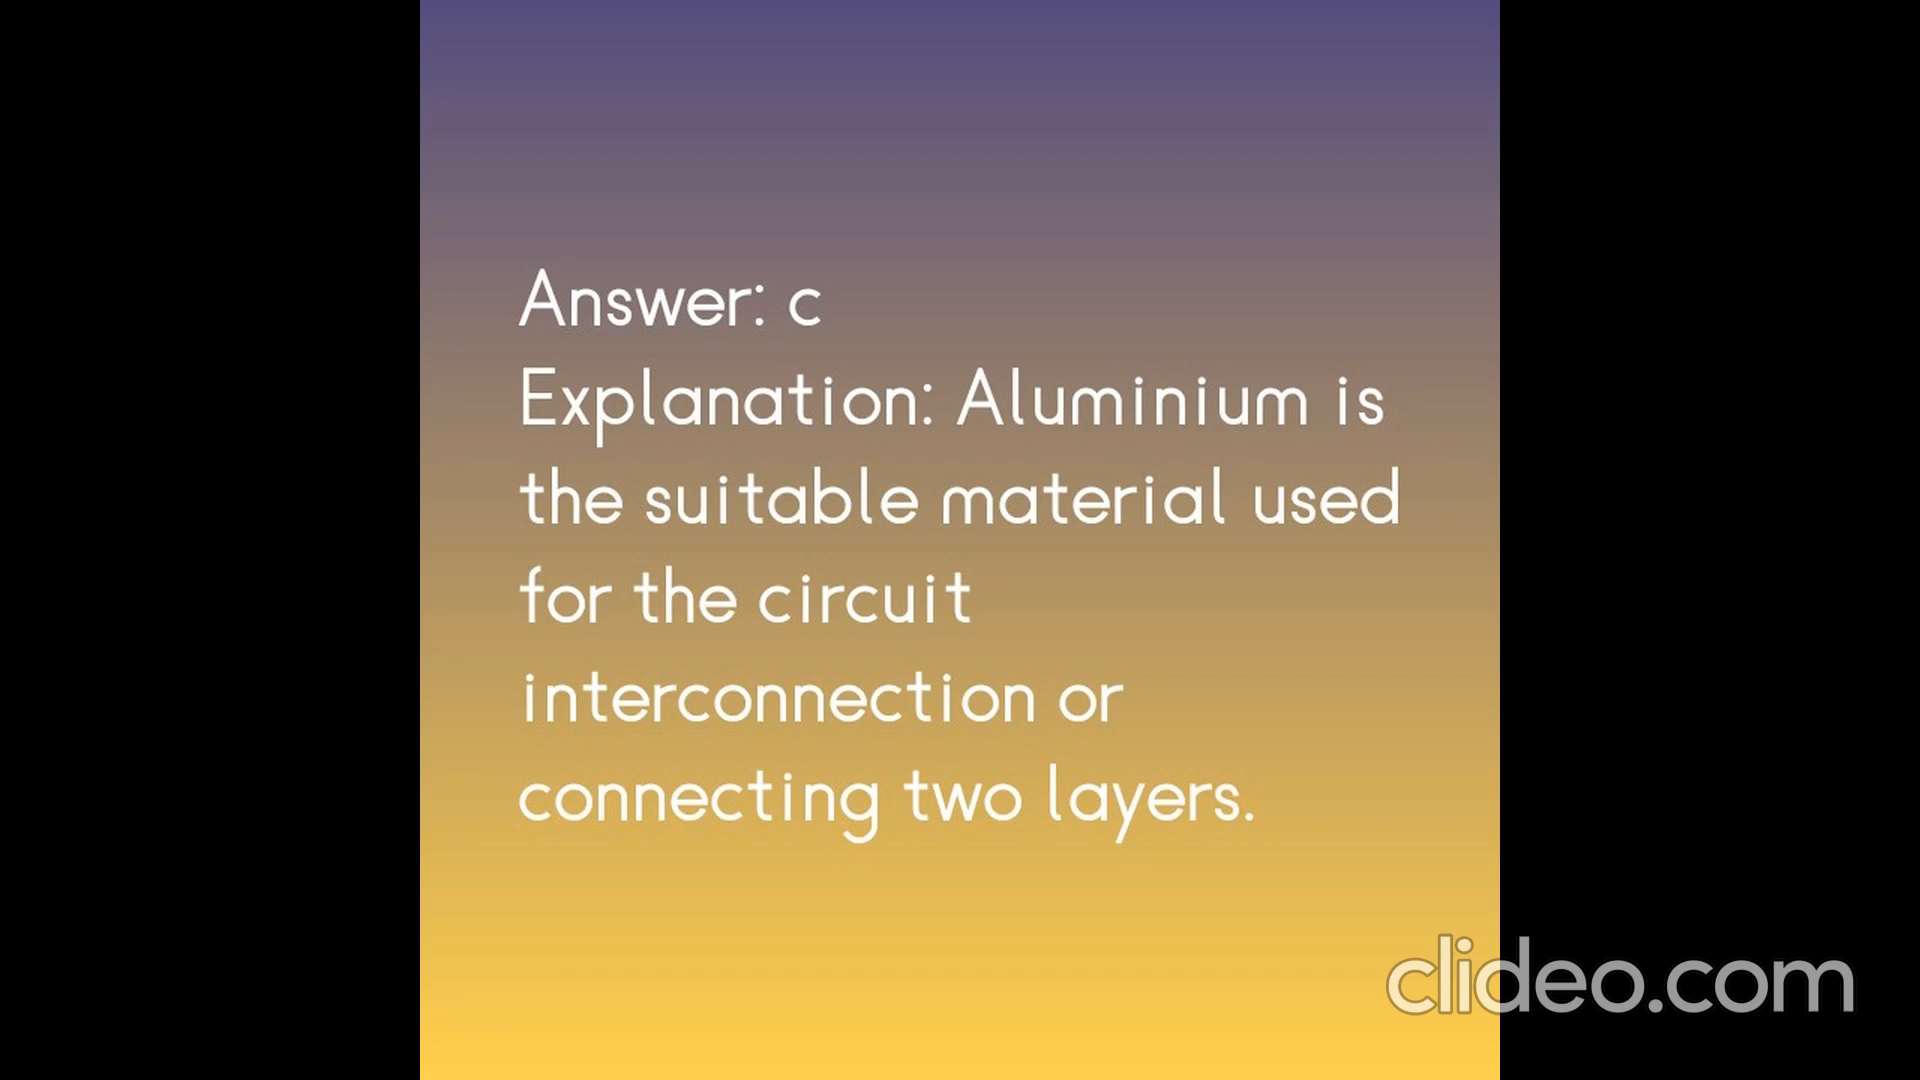 Answer: c
Explanation: Aluminium is
the suitable material used
for the circuit
interconnection or
connecting two layers.
clideo.com